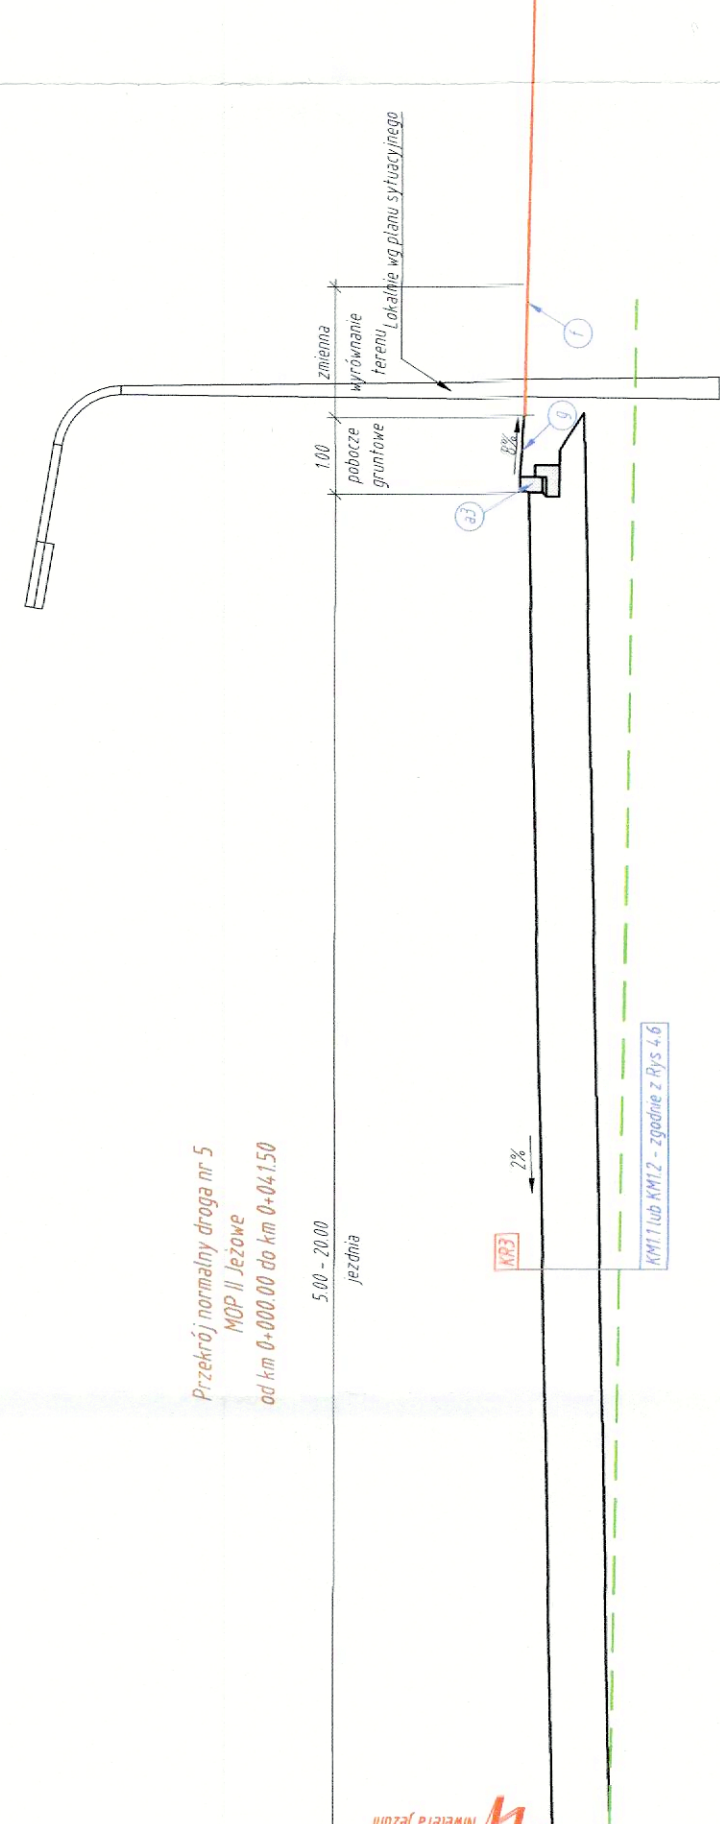 Przekrój normalny droga nr 5
MOP II Jeżowe
od km 0+000.00 do km 0+041.50
5.00 - 20.00
jezdnia
1.00
pobocze
gruntowe
zmienna
wyrównanie
terenu
Lokalnie wg planu sytuacyjnego
KR3
2%
a3
8%
g
f
KM1.1 lub KM1.2 - zgodnie z Rys 4.6
Niweleta jezdni